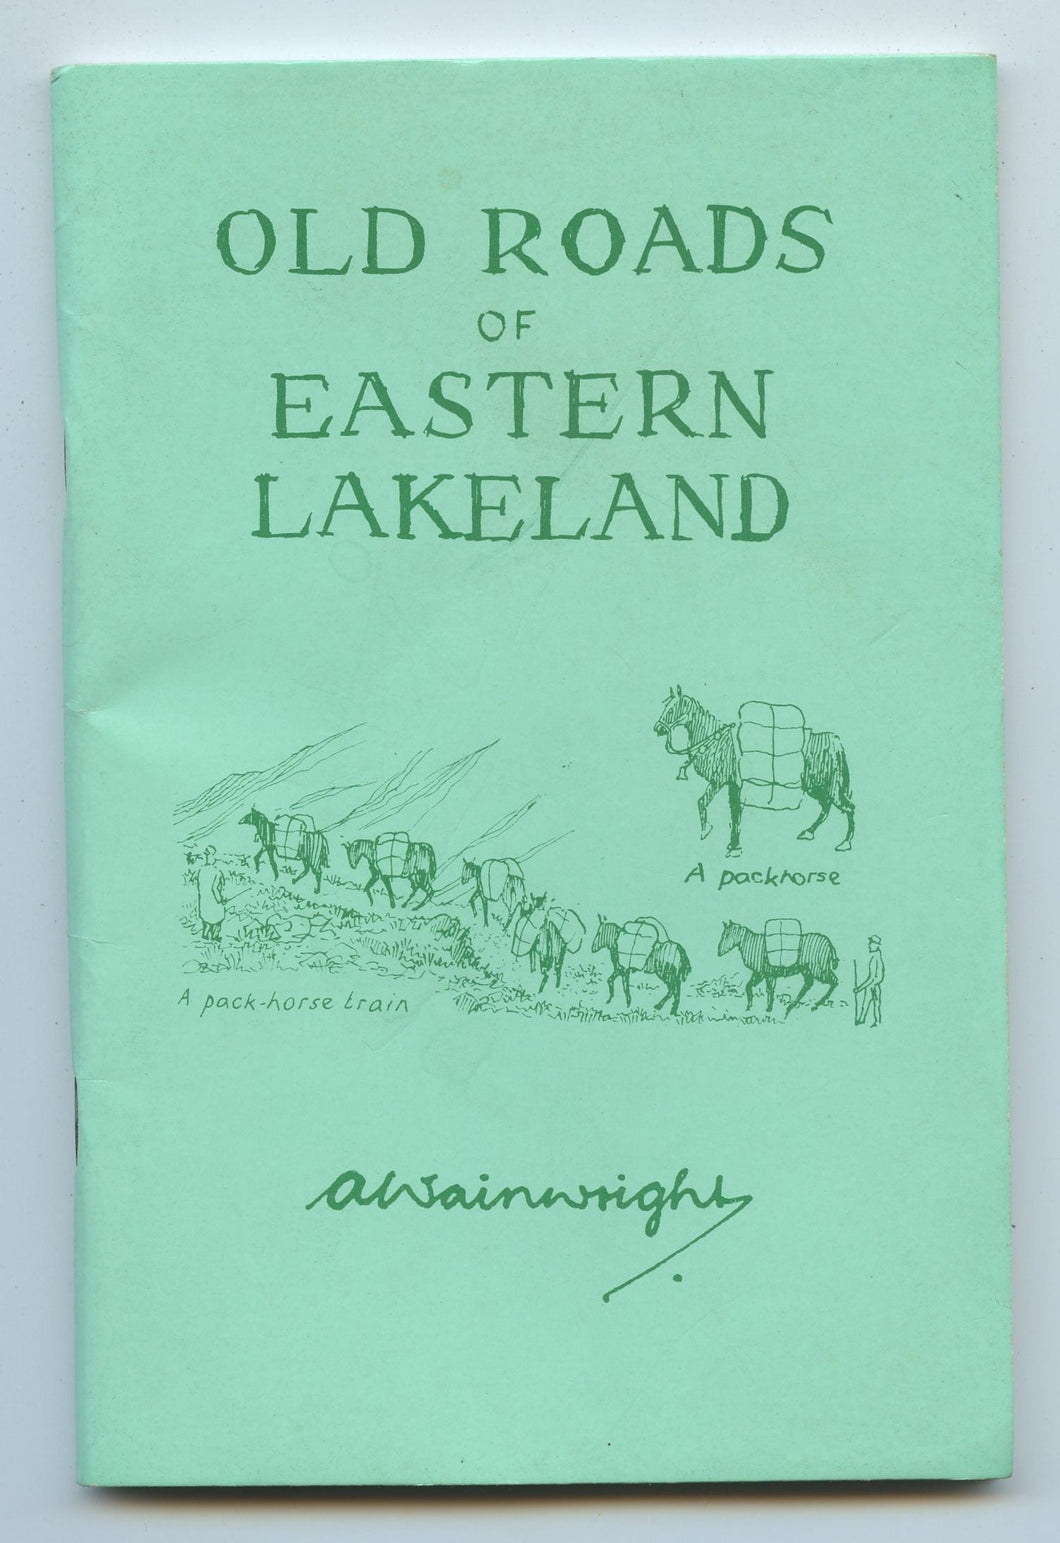 OLD ROADS
OF
EASTERN
LAKELAND
A packhorse
A pack-horse train
AWainwright